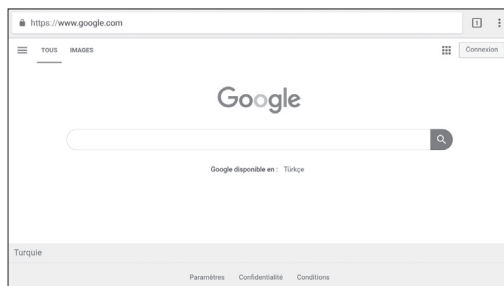 https://www.google.com 1
TOUS IMAGES Connexion
Google
Google disponible en : Türkçe
Turquie
Paramètres Confidentialité Conditions